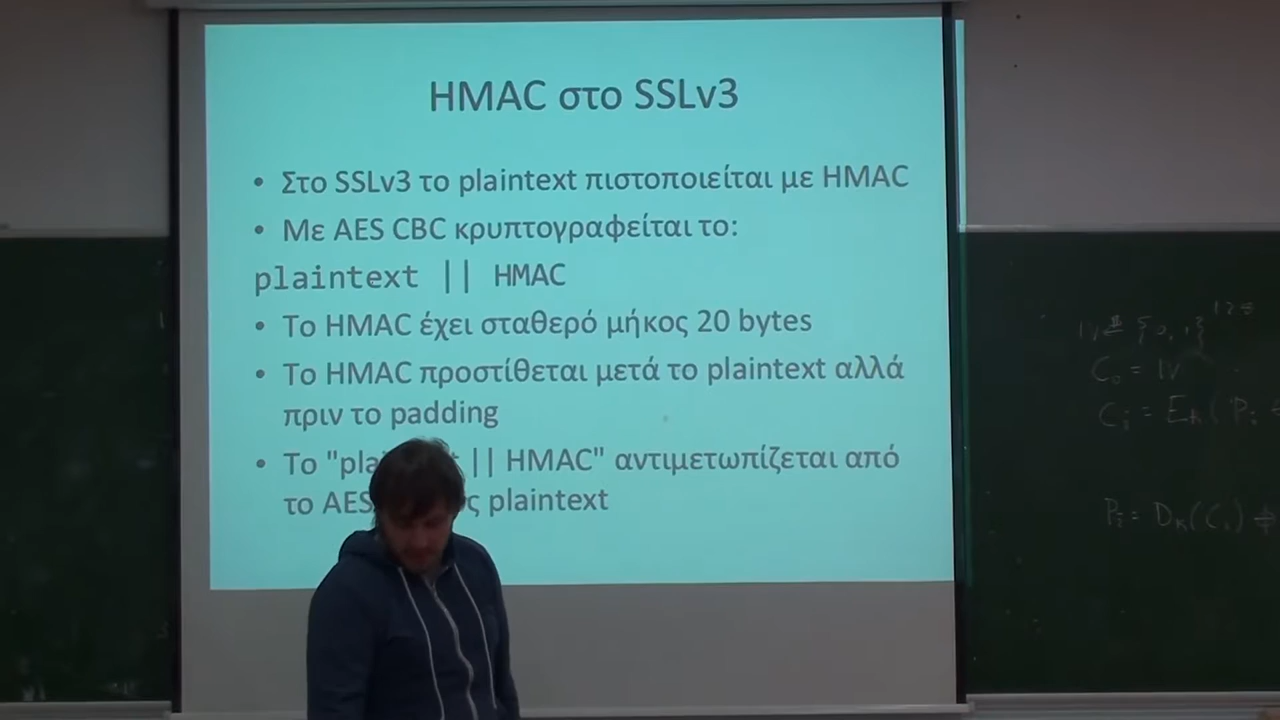 HMAC στο SSLv3
• Στο SSLv3 το plaintext πιστοποιείται με HMAC
• Με AES CBC κρυπτογραφείται το:
plaintext || HMAC
• Το HMAC έχει σταθερό μήκος 20 bytes
• Το HMAC προστίθεται μετά το plaintext αλλά
πριν το padding
• Το || HMAC" αντιμετωπίζεται από
το AES plaintext
C₀ = IV